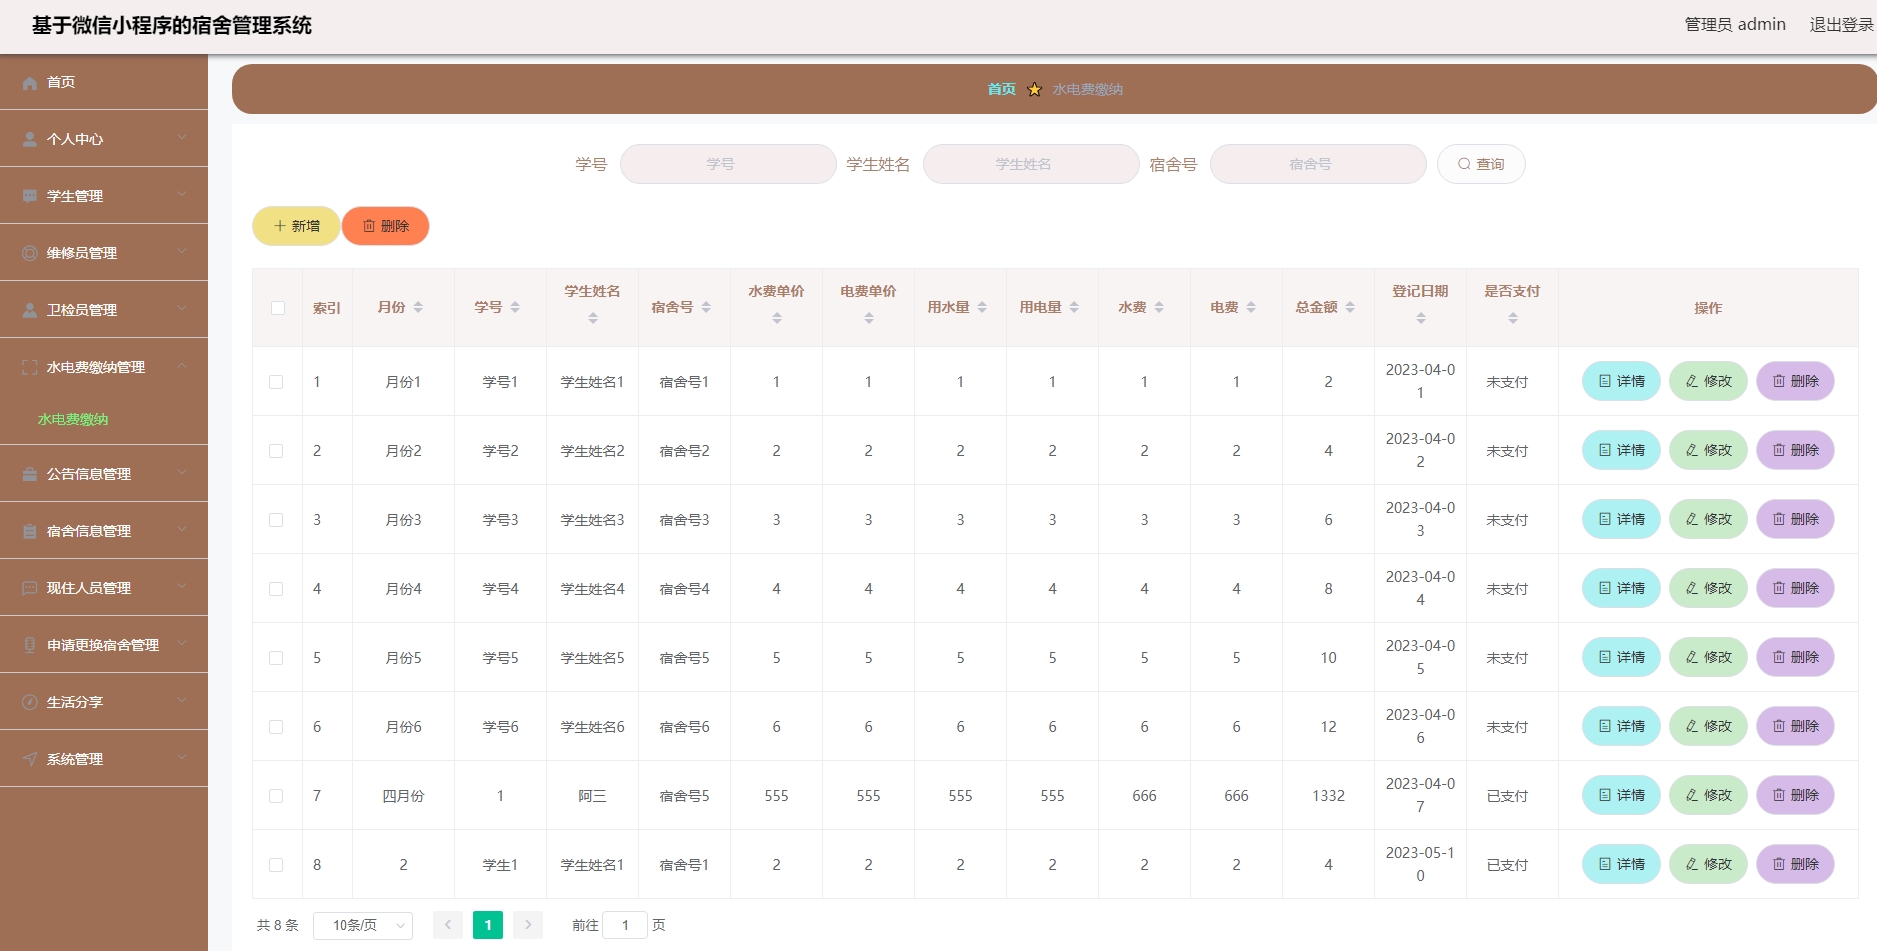 基于微信小程序的宿舍管理系统
管理员 admin 退出登录
首页
个人中心
学生管理
维修员管理
卫检员管理
水电费缴纳管理
水电费缴纳
公告信息管理
宿舍信息管理
现住人员管理
申请更换宿舍管理
生活分享
系统管理
首页 水电费缴纳
学号 学号 学生姓名 学生姓名 宿舍号 宿舍号 查询
新增 删除
索引 月份 学号 学生姓名 宿舍号 水费单价 电费单价 用水量 用电量 水费 电费 总金额 登记日期 是否支付 操作
1 月份1 学号1 学生姓名1 宿舍号1 1 1 1 1 1 1 2 2023-04-01 未支付 详情 修改 删除
2 月份2 学号2 学生姓名2 宿舍号2 2 2 2 2 2 2 4 2023-04-02 未支付 详情 修改 删除
3 月份3 学号3 学生姓名3 宿舍号3 3 3 3 3 3 3 6 2023-04-03 未支付 详情 修改 删除
4 月份4 学号4 学生姓名4 宿舍号4 4 4 4 4 4 4 8 2023-04-04 未支付 详情 修改 删除
5 月份5 学号5 学生姓名5 宿舍号5 5 5 5 5 5 5 10 2023-04-05 未支付 详情 修改 删除
6 月份6 学号6 学生姓名6 宿舍号6 6 6 6 6 6 6 12 2023-04-06 未支付 详情 修改 删除
7 四月份 1 阿三 宿舍号5 555 555 555 555 666 666 1332 2023-04-07 已支付 详情 修改 删除
8 2 学生1 学生姓名1 宿舍号1 2 2 2 2 2 2 4 2023-05-10 已支付 详情 修改 删除
共 8 条 10条/页 1 前往 1 页